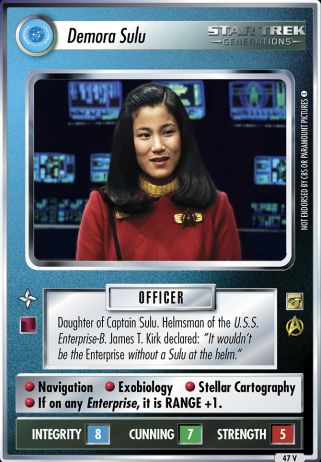 Demora Sulu
STAR TREK
GENERATIONS
NOT ENDORSED BY CBS OR PARAMOUNT PICTURES
OFFICER
Daughter of Captain Sulu. Helmsman of the U.S.S.
Enterprise-B. James T. Kirk declared: "It wouldn't
be the Enterprise without a Sulu at the helm."
• Navigation • Exobiology • Stellar Cartography
• If on any Enterprise, it is RANGE +1.
INTEGRITY 8 CUNNING 7 STRENGTH 5
47 V